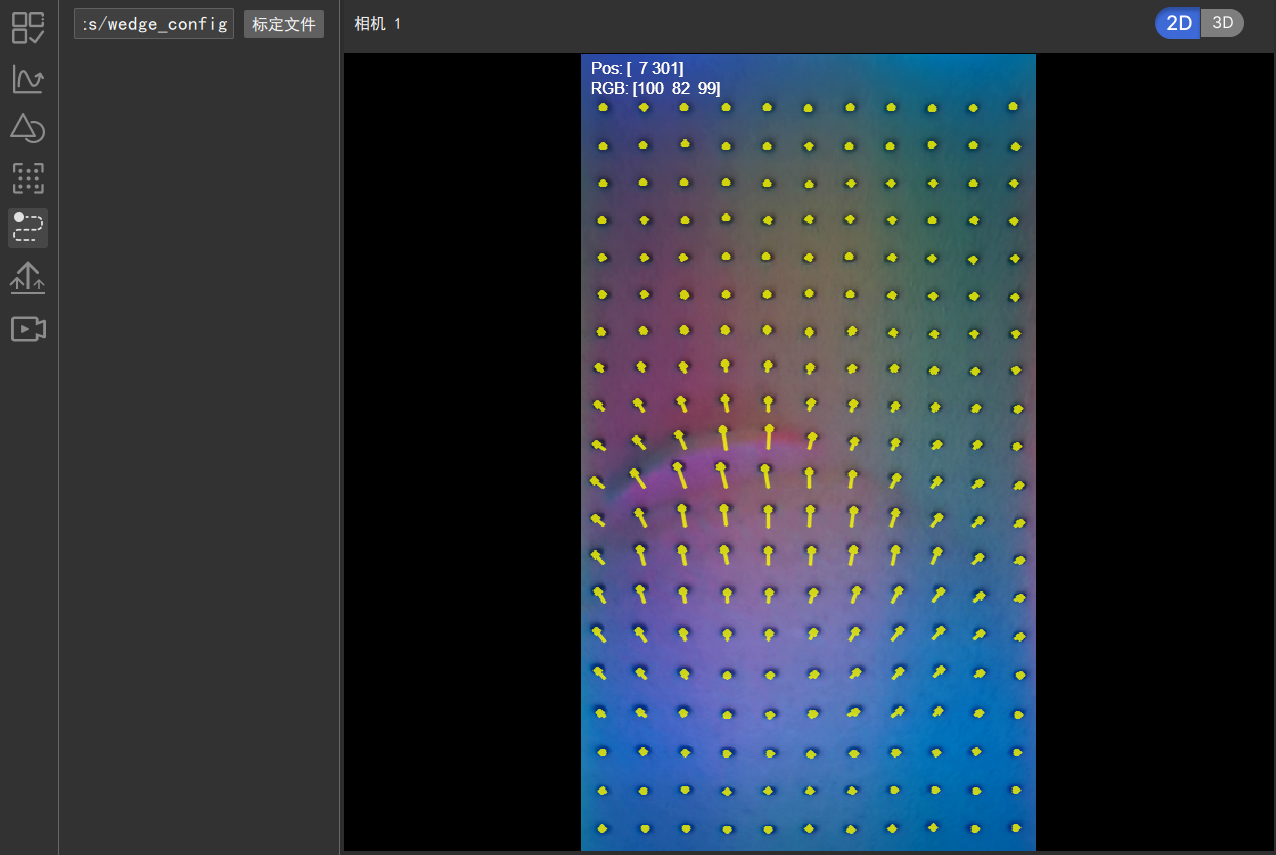 :s/wedge_config
标定文件
相机 1
2D
3D
Pos: [ 7 301]
RGB: [100 82 99]